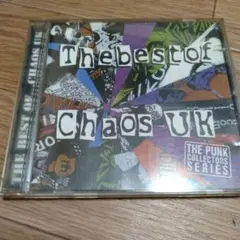 Thebestof
Chaos UK
THE PUNK
COLLECTORS
SERIES
THE BEST OF CHAOS UK